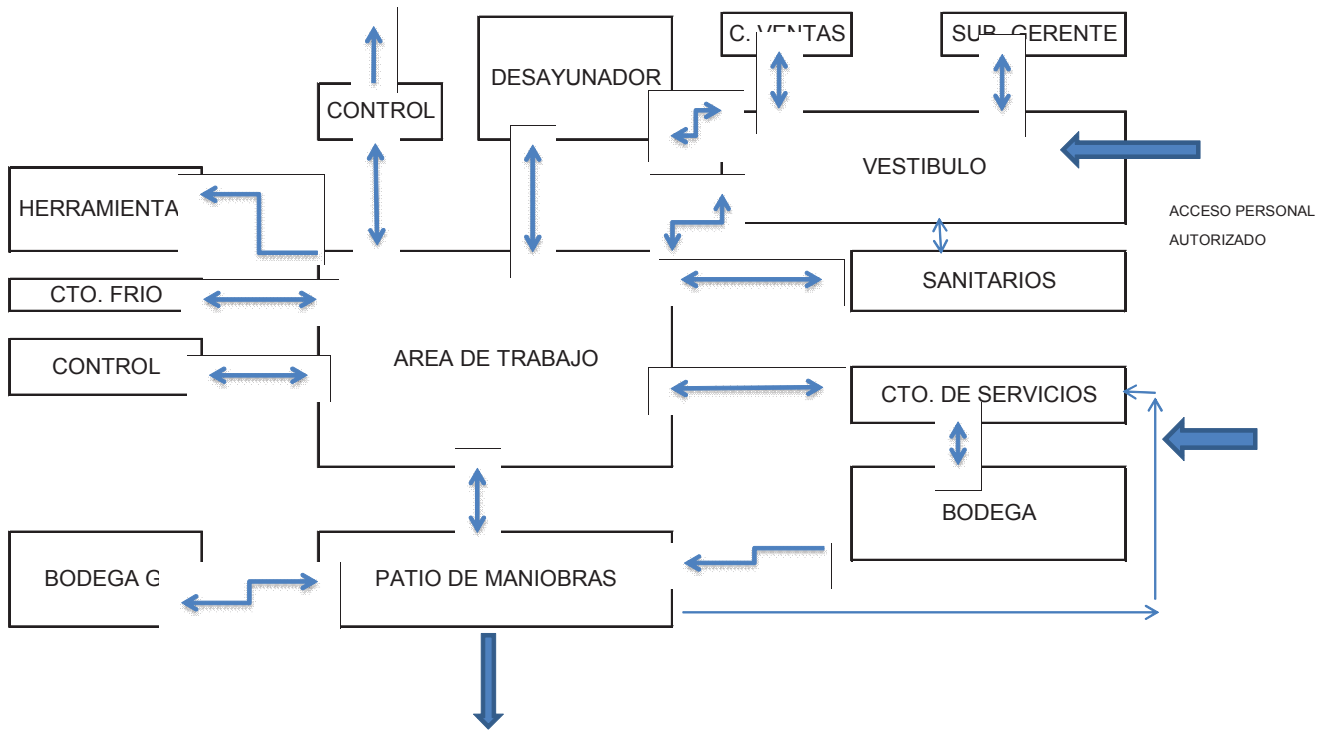 C. VENTAS
SUB. GERENTE
DESAYUNADOR
CONTROL
VESTIBULO
HERRAMIENTA
ACCESO PERSONAL
AUTORIZADO
CTO. FRIO
SANITARIOS
CONTROL
AREA DE TRABAJO
CTO. DE SERVICIOS
BODEGA
BODEGA G
PATIO DE MANIOBRAS